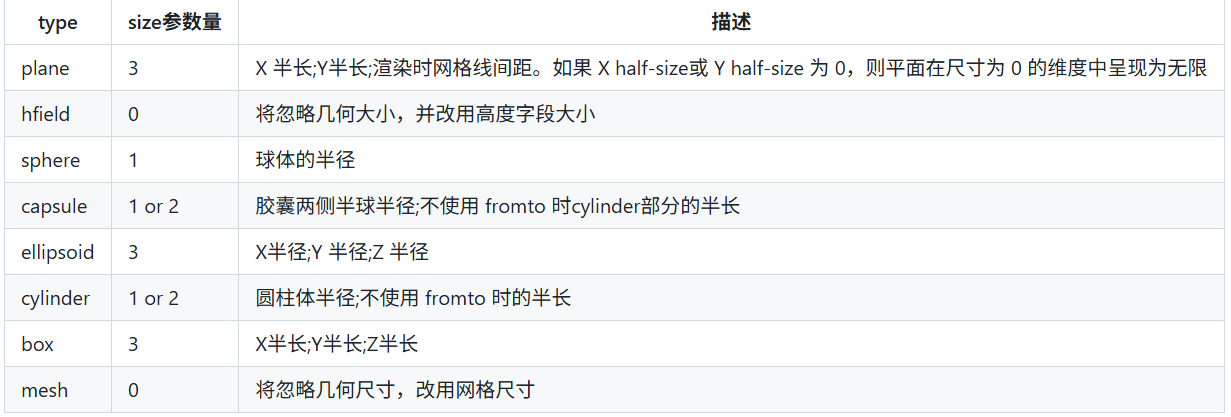 type size参数量 描述
plane 3 X 半长;Y半长;渲染时网格线间距。如果 X half-size或 Y half-size 为 0，则平面在尺寸为 0 的维度中呈现为无限
hfield 0 将忽略几何大小，并改用高度字段大小
sphere 1 球体的半径
capsule 1 or 2 胶囊两侧半球半径;不使用 fromto 时cylinder部分的半长
ellipsoid 3 X半径;Y 半径;Z 半径
cylinder 1 or 2 圆柱体半径;不使用 fromto 时的半长
box 3 X半长;Y半长;Z半长
mesh 0 将忽略几何尺寸，改用网格尺寸